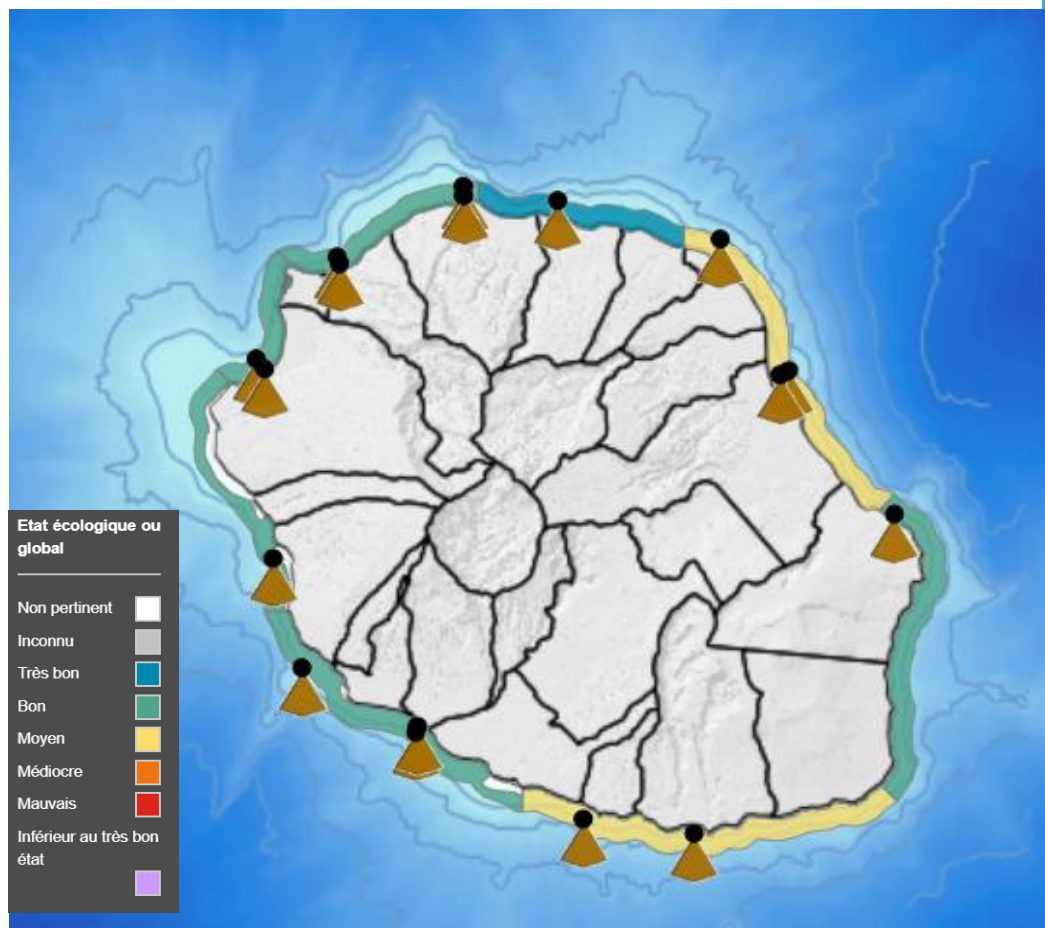 Etat écologique ou
global
Non pertinent
Inconnu
Très bon
Bon
Moyen
Médiocre
Mauvais
Inférieur au très bon
état